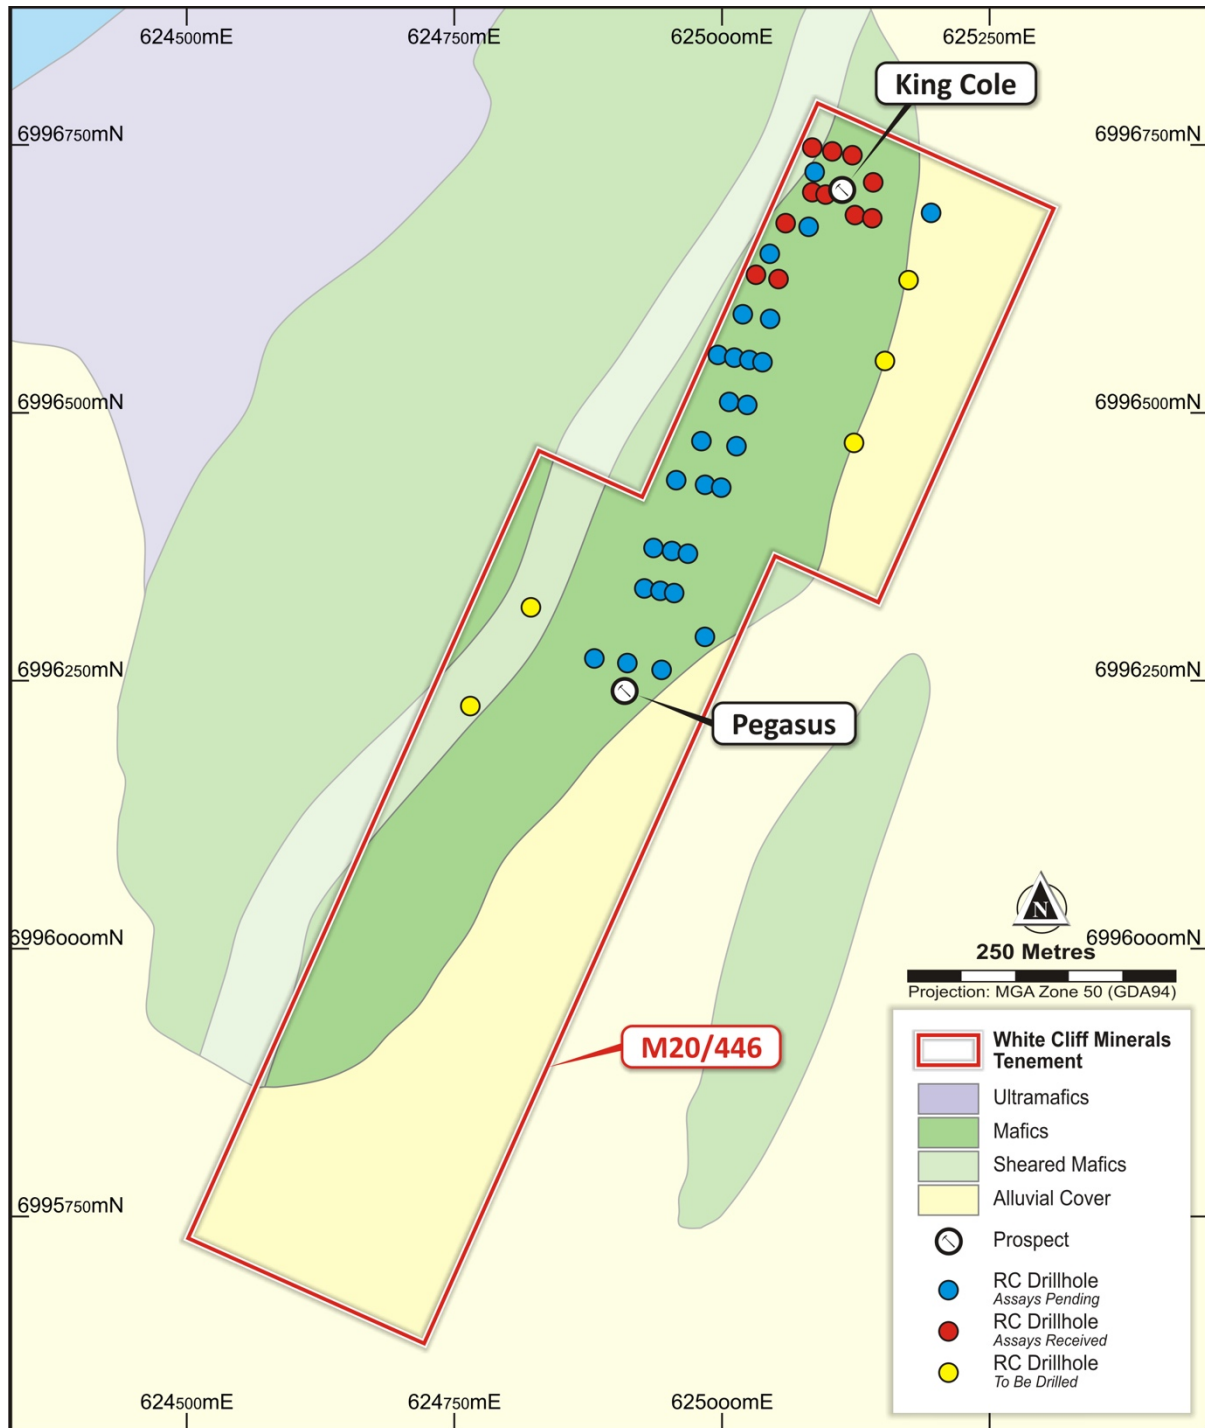 624500mE 624750mE 625000mE 625250mE
King Cole
6996750mN 6996750mN
6996500mN 6996500mN
6996250mN 6996250mN
Pegasus
N
6996000mN 6996000mN
250 Metres
Projection: MGA Zone 50 (GDA94)
M20/446
White Cliff Minerals
Tenement
Ultramafics
Mafics
Sheared Mafics
Alluvial Cover
Prospect
RC Drillhole
Assays Pending
RC Drillhole
Assays Received
RC Drillhole
To Be Drilled
6995750mN
624500mE 624750mE 625000mE